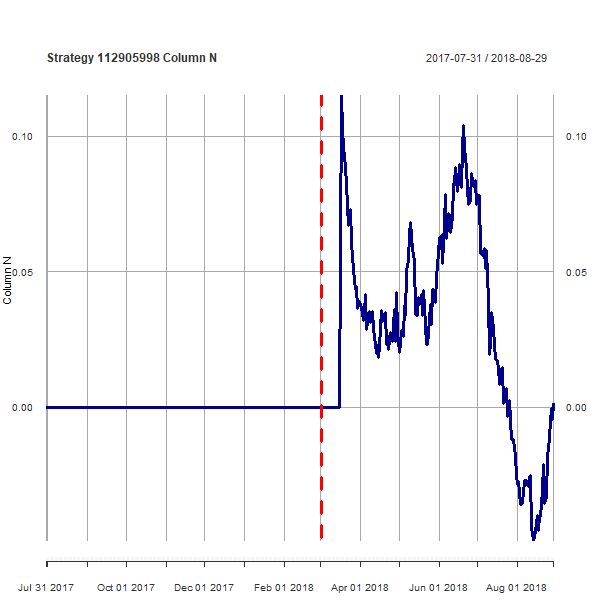 Strategy 112905998 Column N
2017-07-31 / 2018-08-29
0.10
0.10
0.05
0.05
Column N
0.00
0.00
Jul 31 2017
Oct 01 2017
Dec 01 2017
Feb 01 2018
Apr 01 2018
Jun 01 2018
Aug 01 2018